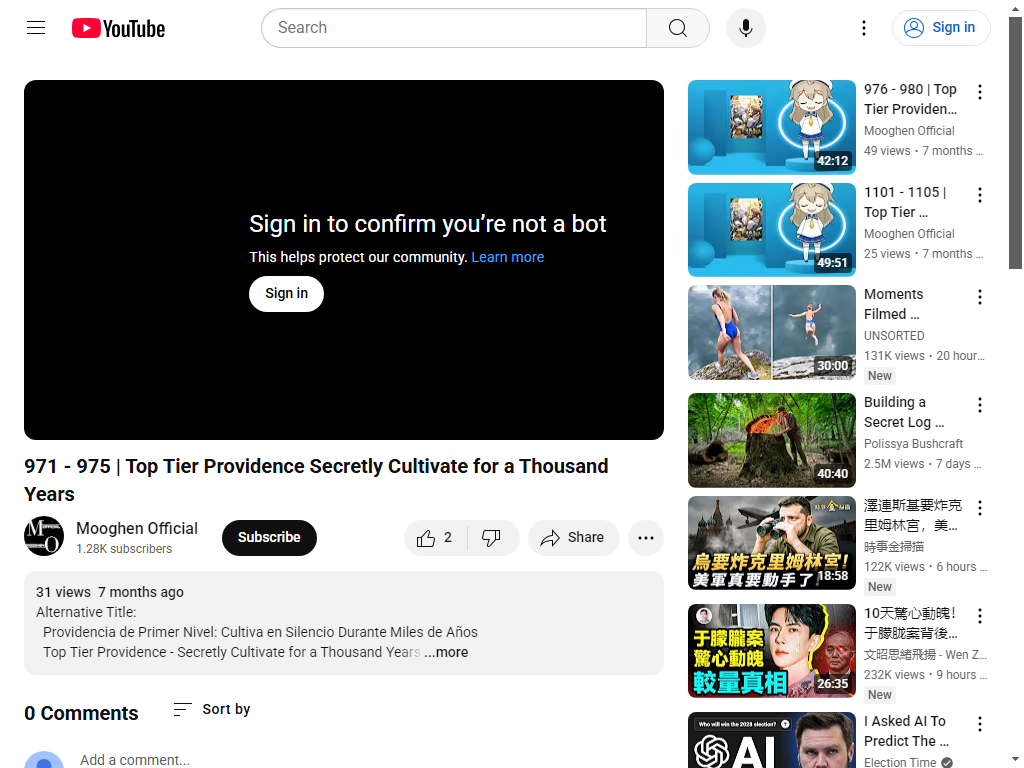 YouTube
Search
Sign in
Sign in to confirm you’re not a bot
This helps protect our community. Learn more
Sign in
971 - 975 | Top Tier Providence Secretly Cultivate for a Thousand
Years
Mooghen Official
1.28K subscribers
Subscribe
2
Share
31 views 7 months ago
Alternative Title:
Providencia de Primer Nivel: Cultiva en Silencio Durante Miles de Años
Top Tier Providence - Secretly Cultivate for a Thousand Years ...more
0 Comments
Sort by
Add a comment...
42:12
976 - 980 | Top
Tier Providen...
Mooghen Official
49 views • 7 months ...
49:51
1101 - 1105 |
Top Tier ...
Mooghen Official
25 views • 7 months ...
30:00
Moments
Filmed ...
UNSORTED
131K views • 20 hour...
New
40:40
Building a
Secret Log ...
Polissya Bushcraft
2.5M views • 7 days ...
時事金掃描
烏要炸克里姆林宮!
美軍真要動手了
18:58
澤連斯基要炸克
里姆林宮，美...
時事金掃描
122K views • 6 hours ...
New
于朦朧案
驚心動魄
較量真相
26:35
10天驚心動魄！
于朦胧案背後...
文昭思緒飛揚 - Wen Z...
232K views • 9 hours ...
New
Who will win the 2028 election?
AI
I Asked AI To
Predict The ...
Election Time